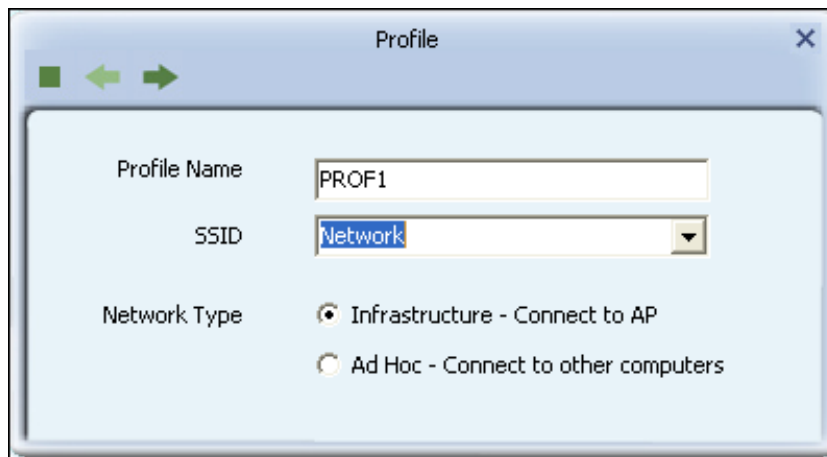 Profile
Profile Name
PROF1
SSID
Network
Network Type
Infrastructure - Connect to AP
Ad Hoc - Connect to other computers